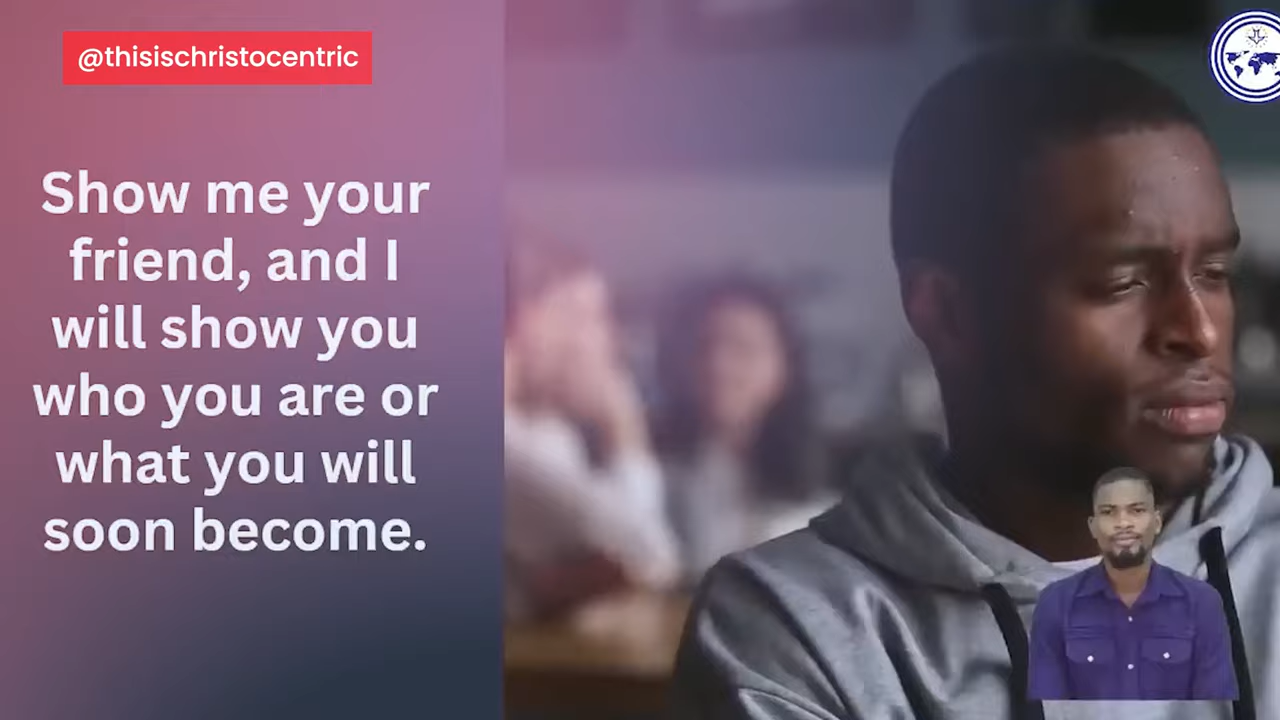 @thisischristocentric
Show me your
friend, and I
will show you
who you are or
what you will
soon become.